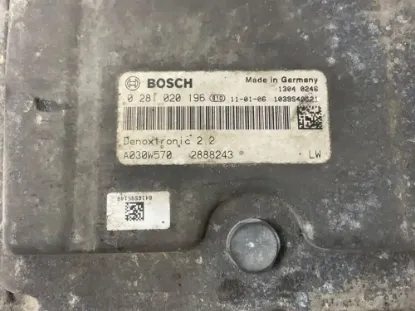 BOSCH Made in Germany
1304 0246
0 281 020 196 11-01-06
Denoxtronic 2.2
A030W570 2888243 LW